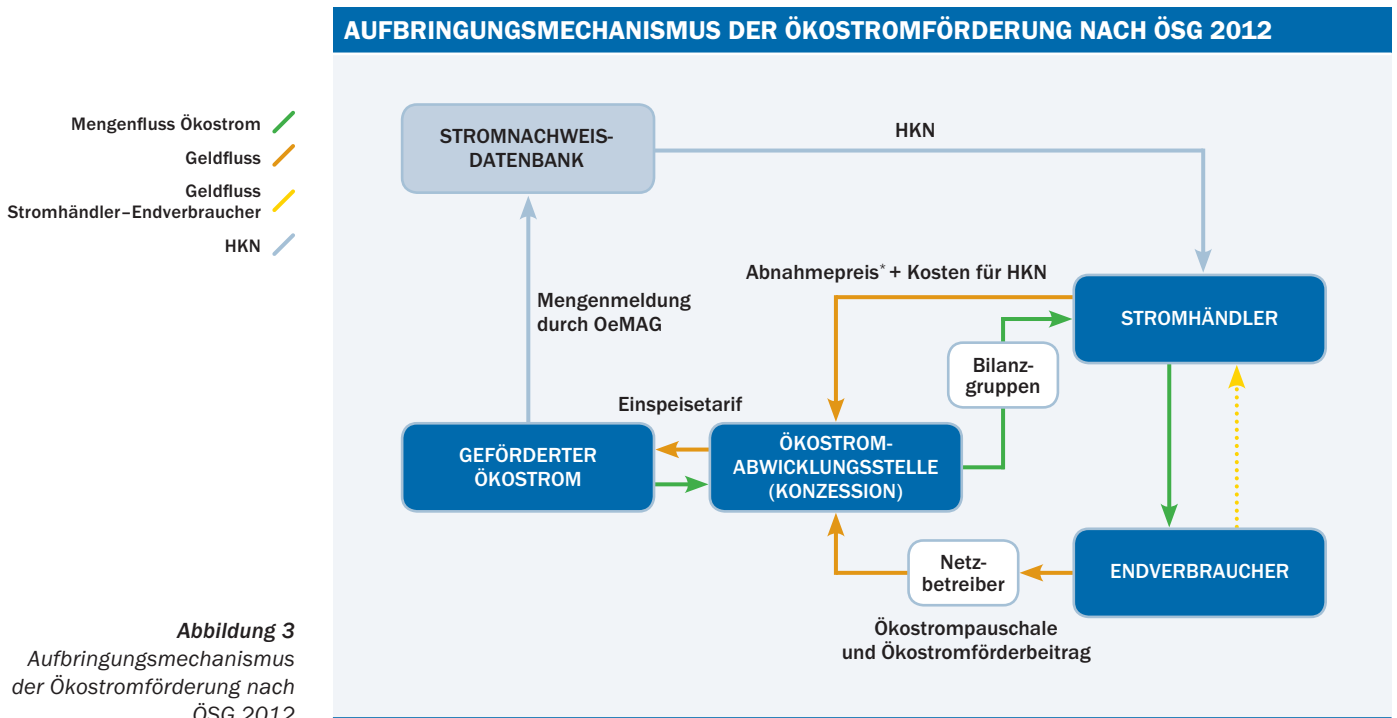 AUFBRINGUNGSMECHANISMUS DER ÖKOSTROMFÖRDERUNG NACH ÖSG 2012
Mengenfluss Ökostrom
Geldfluss
Geldfluss
Stromhändler–Endverbraucher
HKN
STROMNACHWEIS-
DATENBANK
HKN
Mengenmeldung
durch OeMAG
Abnahmepreis* + Kosten für HKN
STROMHÄNDLER
Bilanz-
gruppen
Einspeisetarif
GEFÖRDERTER
ÖKOSTROM
ÖKOSTROM-
ABWICKLUNGSSTELLE
(KONZESSION)
Netz-
betreiber
ENDVERBRAUCHER
Ökostrompauschale
und Ökostromförderbeitrag
Abbildung 3
Aufbringungsmechanismus
der Ökostromförderung nach
ÖSG 2012